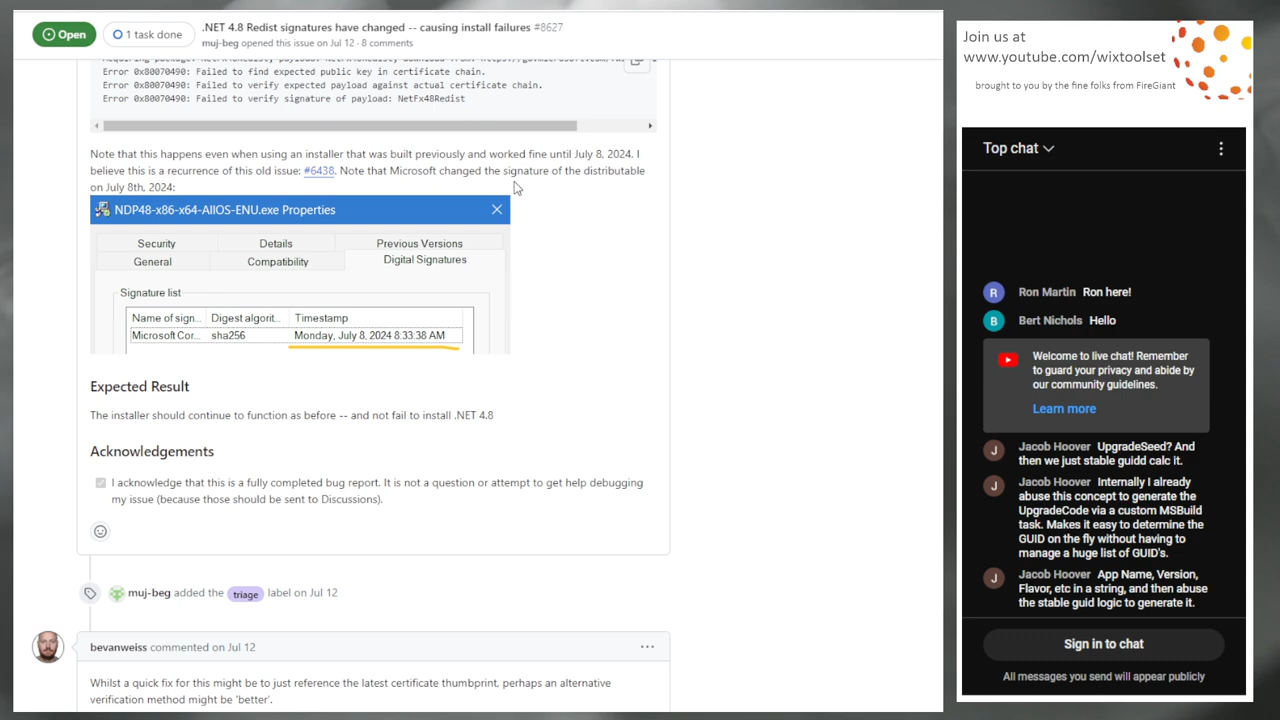 Open
1 task done
.NET 4.8 Redist signatures have changed -- causing install failures #8627
muj-beg opened this issue on Jul 12 · 8 comments
Error 0x80070490: Failed to find expected public key in certificate chain.
Error 0x80070490: Failed to verify expected payload against actual certificate chain.
Error 0x80070490: Failed to verify signature of payload: NetFx48Redist
Note that this happens even when using an installer that was built previously and worked fine until July 8, 2024. I
believe this is a recurrence of this old issue: #6438. Note that Microsoft changed the signature of the distributable
on July 8th, 2024:
NDP48-x86-x64-AllOS-ENU.exe Properties
Security
Details
Previous Versions
General
Compatibility
Digital Signatures
Signature list
Name of sign...
Digest algorit...
Timestamp
Microsoft Cor...
sha256
Monday, July 8, 2024 8:33:38 AM
Expected Result
The installer should continue to function as before -- and not fail to install .NET 4.8
Acknowledgements
I acknowledge that this is a fully completed bug report. It is not a question or attempt to get help debugging
my issue (because those should be sent to Discussions).
muj-beg added the triage label on Jul 12
bevanweiss commented on Jul 12
Whilst a quick fix for this might be to just reference the latest certificate thumbprint, perhaps an alternative
verification method might be 'better'.
Join us at
www.youtube.com/wixtoolset
brought to you by the fine folks from FireGiant
Top chat
R
Ron Martin Ron here!
B
Bert Nichols Hello
Welcome to live chat! Remember
to guard your privacy and abide by
our community guidelines.
Learn more
J
Jacob Hoover UpgradeSeed? And
then we just stable guidd calc it.
J
Jacob Hoover Internally I already
abuse this concept to generate the
UpgradeCode via a custom MSBuild
task. Makes it easy to determine the
GUID on the fly without having to
manage a huge list of GUID's.
J
Jacob Hoover App Name, Version,
Flavor, etc in a string, and then abuse
the stable guid logic to generate it.
Sign in to chat
All messages you send will appear publicly